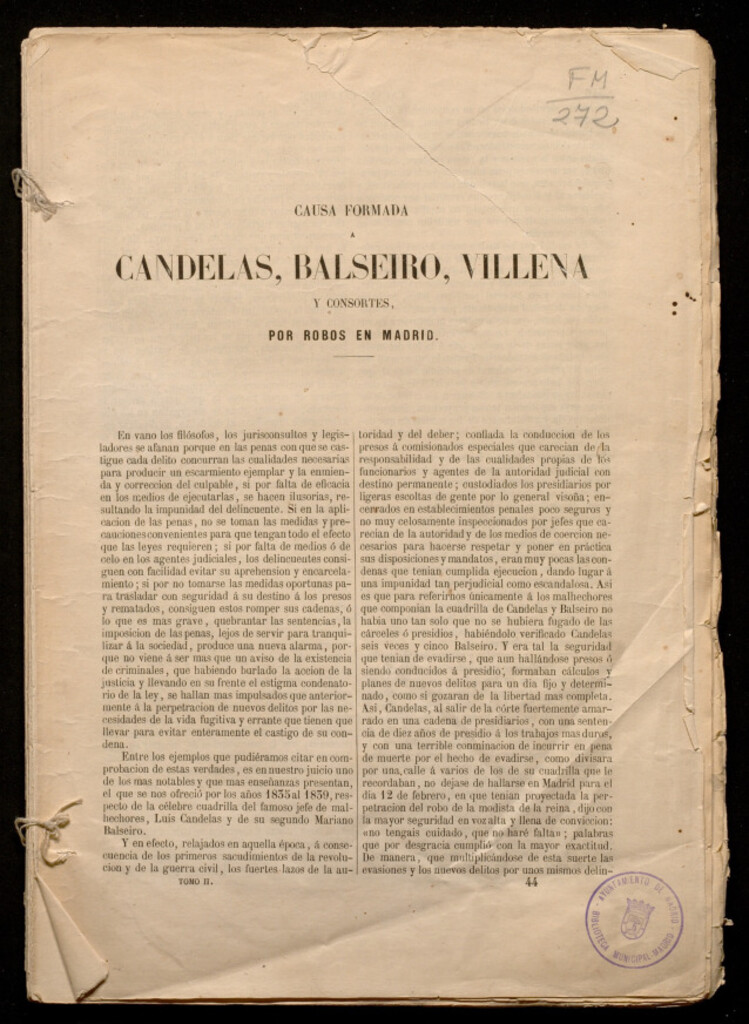 FM
272
CAUSA FORMADA
A
CANDELAS, BALSEIRO, VILLENA
Y CONSORTES,
POR ROBOS EN MADRID.
En vano los filósofos, los jurisconsultos y legis-
ladores se afanan porque en las penas con que se cas-
tigue cada delito concurran las cualidades necesarias
para producir un escarmiento ejemplar y la enmien-
da y correccion del culpable, si por falta de eficacia
en los medios de ejecutarlas, se hacen ilusorias, re-
sultando la impunidad del delincuente. Si en la apli-
cacion de las penas, no se toman las medidas y pre-
cauciones convenientes para que tengan todo el efecto
que las leyes requieren; si por falta de medios ó de
celo en los agentes judiciales, los delincuentes consi-
guen con facilidad evitar su aprehension y encarcela-
miento; si por no tomarse las medidas oportunas pa-
ra trasladar con seguridad á su destino á los presos
y rematados, consiguen estos romper sus cadenas, ó
lo que es mas grave, quebrantar las sentencias, la
imposicion de las penas, lejos de servir para tranqui-
lizar á la sociedad, produce una nueva alarma, por-
que no viene á ser mas que un aviso de la existencia
de criminales, que habiendo burlado la accion de la
justicia y llevando en su frente el estigma condenato-
rio de la ley, se hallan mas impulsados que anterior-
mente á la perpetracion de nuevos delitos por las ne-
cesidades de la vida fugitiva y errante que tienen que
llevar para evitar enteramente el castigo de su con-
dena.
Entre los ejemplos que pudiéramos citar en com-
probacion de estas verdades, es en nuestro juicio uno
de los mas notables y que mas enseñanzas presentan,
el que se nos ofreció por los años 1835 al 1839, res-
pecto de la célebre cuadrilla del famoso jefe de mal-
hechores, Luis Candelas y de su segundo Mariano
Balseiro.
Y en efecto, relajados en aquella época, á conse-
cuencia de los primeros sacudimientos de la revolu-
cion y de la guerra civil, los fuertes lazos de la au-
TOMO II.
toridad y del deber; confiada la conduccion de los
presos á comisionados especiales que carecian de la
responsabilidad y de las cualidades propias de los
funcionarios y agentes de la autoridad judicial con
destino permanente; custodiados los presidiarios por
ligeras escoltas de gente por lo general visoña; en-
cerrados en establecimientos penales poco seguros y
no muy celosamente inspeccionados por jefes que ca-
recian de la autoridad y de los medios de coercion ne-
cesarios para hacerse respetar y poner en práctica
sus disposiciones y mandatos, eran muy pocas las con-
denas que tenian cumplida ejecucion, dando lugar á
una impunidad tan perjudicial como escandalosa. Asi
es que para referirnos únicamente á los malhechores
que componian la cuadrilla de Candelas y Balseiro no
habia uno tan solo que no se hubiera fugado de las
cárceles ó presidios, habiéndolo verificado Candelas
seis veces y cinco Balseiro. Y era tal la seguridad
que tenian de evadirse, que aun hallándose presos ó
siendo conducidos á presidio, formaban cálculos y
planes de nuevos delitos para un dia fijo y determi-
nado, como si gozaran de la libertad mas completa.
Asi, Candelas, al salir de la córte fuertemente amar-
rado en una cadena de presidiarios, con una senten-
cia de diez años de presidio á los trabajos mas duros,
y con una terrible conminacion de incurrir en pena
de muerte por el hecho de evadirse, como divisara
por una calle á varios de los de su cuadrilla que le
recordaban, no dejase de hallarse en Madrid para el
dia 12 de febrero, en que tenian proyectada la per-
petracion del robo de la modista de la reina, dijo con
la mayor seguridad en voz alta y llena de conviccion:
«no tengais cuidado, que no haré falta»; palabras
que por desgracia cumplió con la mayor exactitud.
De manera, que multiplicándose de esta suerte las
evasiones y los nuevos delitos por unos mismos delin-
44
AYUNTAMIENTO DE MADRID
BIBLIOTECA MUNICIPAL-MADRID